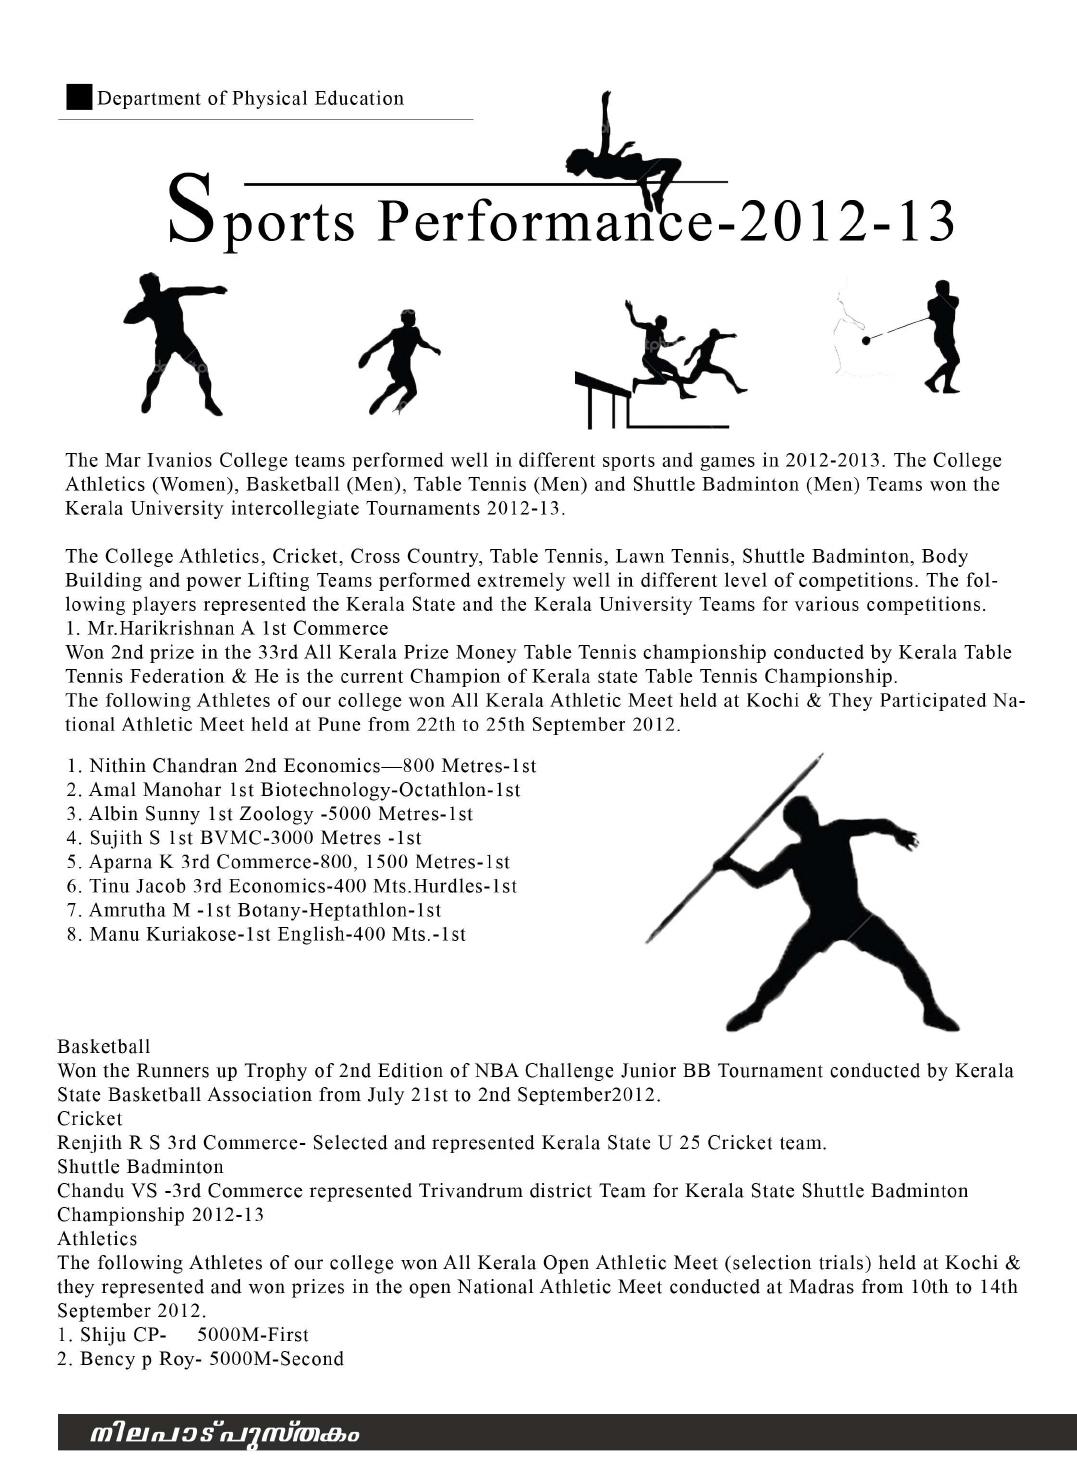 Department of Physical Education
Sports Performance-2012-13
The Mar Ivanios College teams performed well in different sports and games in 2012-2013. The College
Athletics (Women), Basketball (Men), Table Tennis (Men) and Shuttle Badminton (Men) Teams won the
Kerala University intercollegiate Tournaments 2012-13.
The College Athletics, Cricket, Cross Country, Table Tennis, Lawn Tennis, Shuttle Badminton, Body
Building and power Lifting Teams performed extremely well in different level of competitions. The fol-
lowing players represented the Kerala State and the Kerala University Teams for various competitions.
1. Mr.Harikrishnan A 1st Commerce
Won 2nd prize in the 33rd All Kerala Prize Money Table Tennis championship conducted by Kerala Table
Tennis Federation & He is the current Champion of Kerala state Table Tennis Championship.
The following Athletes of our college won All Kerala Athletic Meet held at Kochi & They Participated Na-
tional Athletic Meet held at Pune from 22th to 25th September 2012.
1. Nithin Chandran 2nd Economics—800 Metres-1st
2. Amal Manohar 1st Biotechnology-Octathlon-1st
3. Albin Sunny 1st Zoology -5000 Metres-1st
4. Sujith S 1st BVMC-3000 Metres -1st
5. Aparna K 3rd Commerce-800, 1500 Metres-1st
6. Tinu Jacob 3rd Economics-400 Mts.Hurdles-1st
7. Amrutha M -1st Botany-Heptathlon-1st
8. Manu Kuriakose-1st English-400 Mts.-1st
Basketball
Won the Runners up Trophy of 2nd Edition of NBA Challenge Junior BB Tournament conducted by Kerala
State Basketball Association from July 21st to 2nd September2012.
Cricket
Renjith R S 3rd Commerce- Selected and represented Kerala State U 25 Cricket team.
Shuttle Badminton
Chandu VS -3rd Commerce represented Trivandrum district Team for Kerala State Shuttle Badminton
Championship 2012-13
Athletics
The following Athletes of our college won All Kerala Open Athletic Meet (selection trials) held at Kochi &
they represented and won prizes in the open National Athletic Meet conducted at Madras from 10th to 14th
September 2012.
1. Shiju CP- 5000M-First
2. Bency p Roy- 5000M-Second
നിലപാട് പുസ്തകം